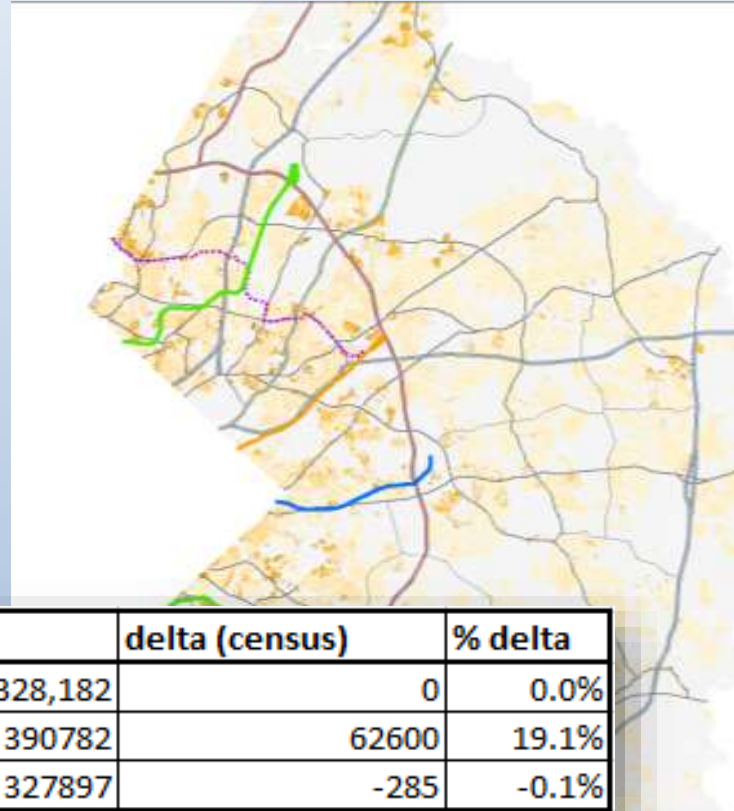 delta (census) % delta
328,182 0 0.0%
390782 62600 19.1%
327897 -285 -0.1%